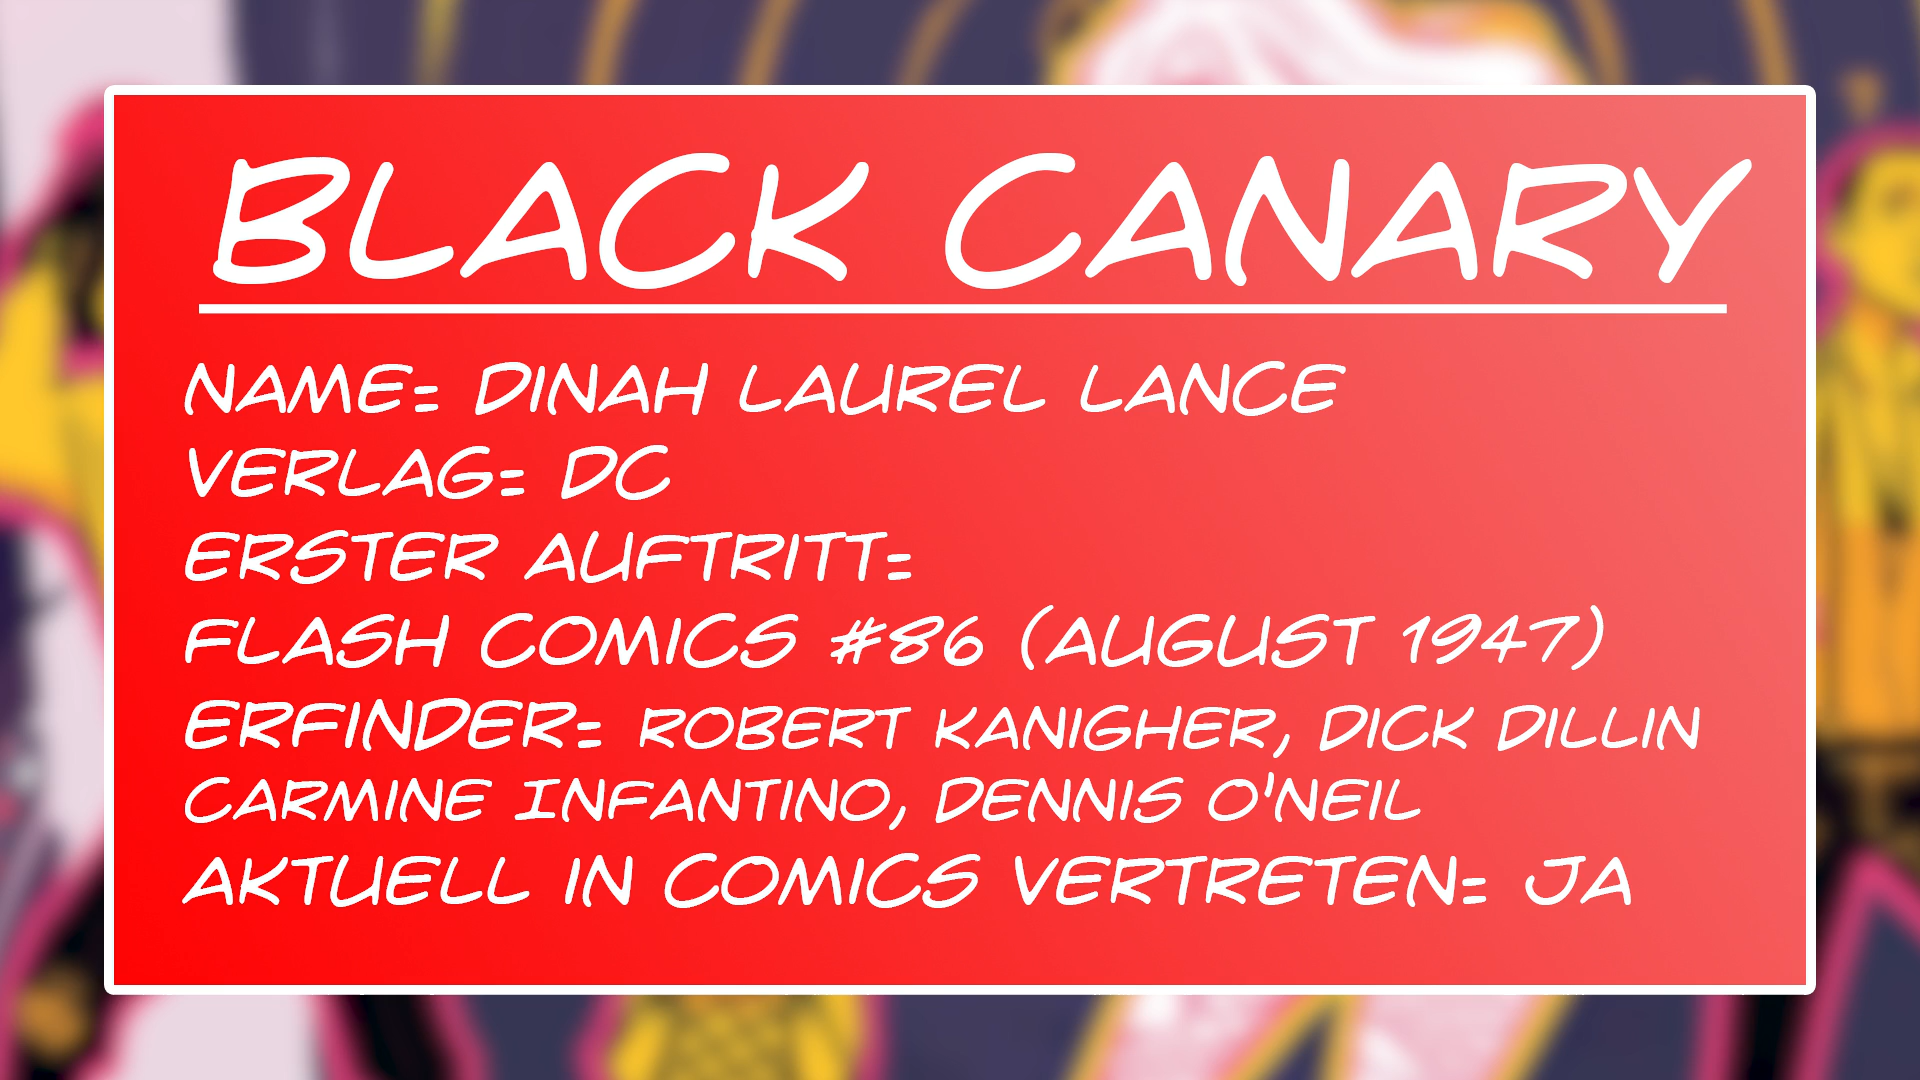 BLACK CANARY
NAME: DINAH LAUREL LANCE
VERLAG: DC
ERSTER AUFTRITT:
FLASH COMICS #86 (AUGUST 1947)
ERFINDER: ROBERT KANIGHER, DICK DILLIN
CARMINE INFANTINO, DENNIS O'NEIL
AKTUELL IN COMICS VERTRETEN: JA